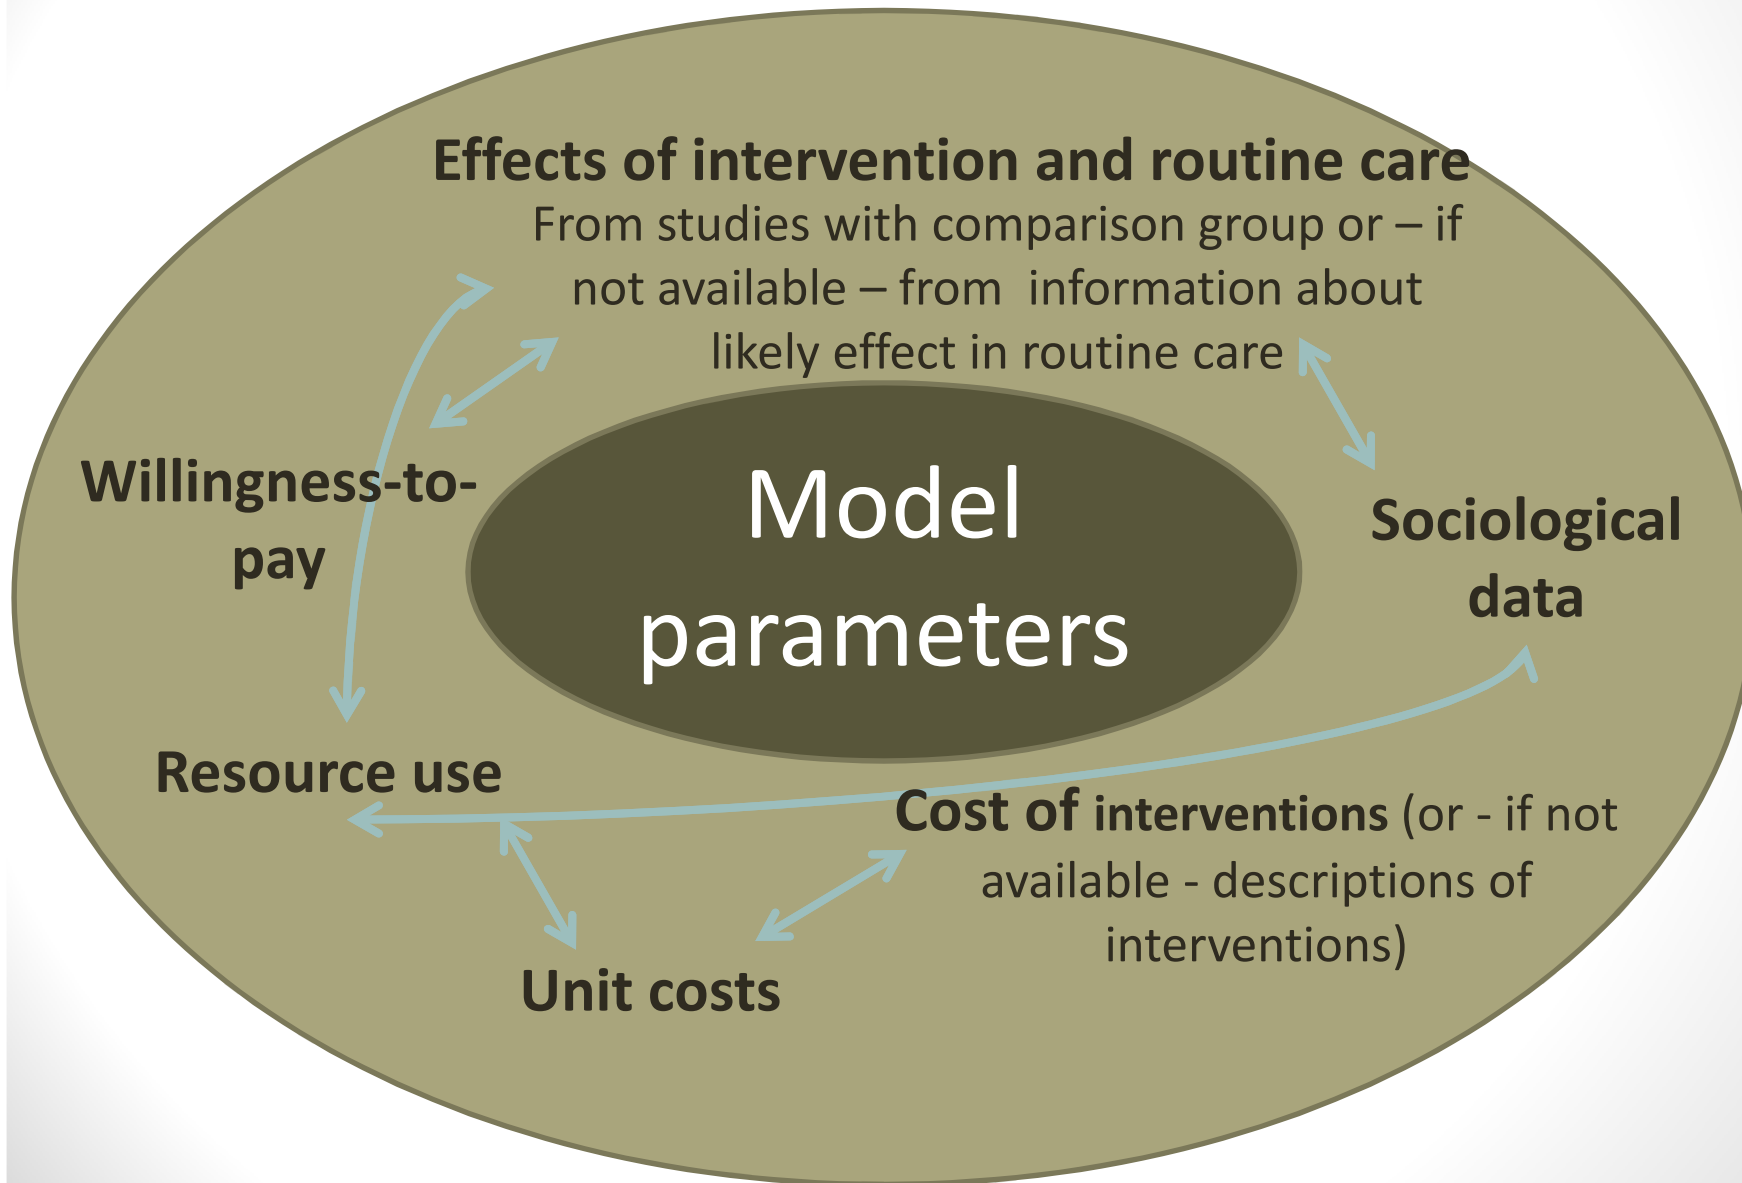 Effects of intervention and routine care
From studies with comparison group or – if
not available – from information about
likely effect in routine care
Willingness-to-
pay
Model
parameters
Sociological
data
Resource use
Cost of interventions (or - if not
available - descriptions of
interventions)
Unit costs